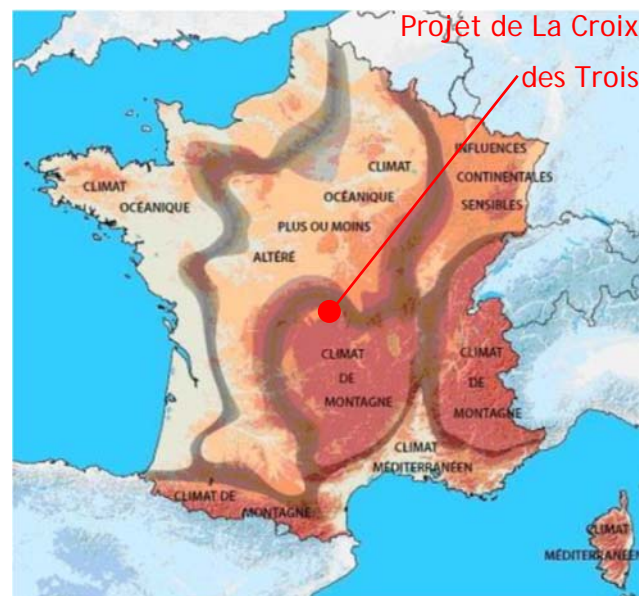 Projet de La Croix
des Trois
INFLUENCES
CONTINENTALES
SENSIBLES
CLIMAT
OCÉANIQUE
PLUS OU MOINS
ALTÉRÉ
CLIMAT
OCÉANIQUE
CLIMAT
DE
MONTAGNE
CLIMAT
DE
MONTAGNE
CLIMAT
MÉDITERRANÉEN
CLIMAT DE
MONTAGNE
CLIMAT
MÉDITERRANÉEN